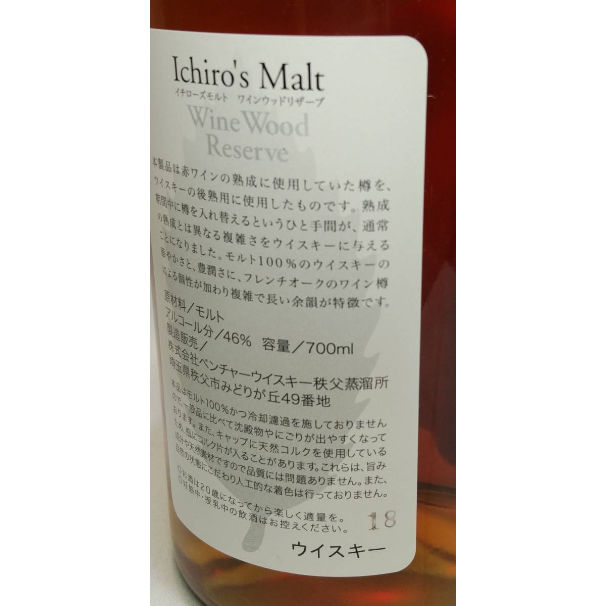 Ichiro's Malt
イチローズモルト ワインウッドリザーブ
Wine Wood
Reserve
本製品は赤ワインの熟成に使用していた樽を、
ウイスキーの後熟用に使用したものです。熟成
期間中に樽を入れ替えるというひと手間が、通常
の熟成とは異なる複雑さをウイスキーに与える
ことになりました。モルト100%のウイスキーの
華やかさと、豊潤さに、フレンチオークのワイン樽
による個性が加わり複雑で長い余韻が特徴です。
原材料/モルト
アルコール分/46% 容量/700ml
製造販売/
株式会社ベンチャーウイスキー秩父蒸溜所
埼玉県秩父市みどりが丘49番地
本品はモルト100%かつ冷却濾過を施しておりません
ので、一般品に比べて沈殿物やにごりが出やすくなって
おります。また、キャップに天然コルクを使用している
ため、瓶にコルク片が入ることがあります。これらは、旨み
成分や天然素材ですので品質には問題ありません。また、
自然な状態にこだわり人工的な着色は行っておりません。
○お酒は20歳になってから楽しく適量を。
○妊娠中・授乳中の飲酒はお控えください。
18
ウイスキー